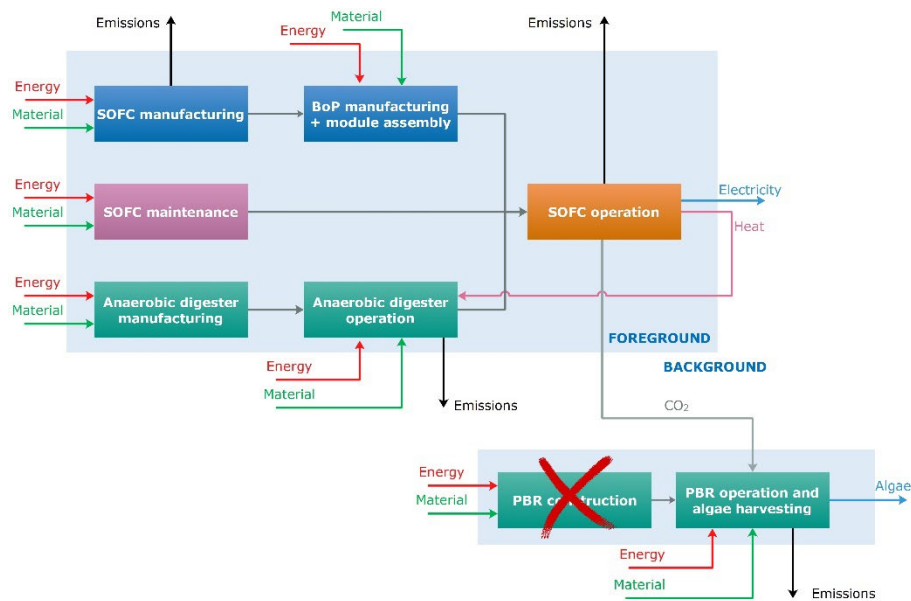 Emissions
Material
Energy
Emissions
Energy
Material
SOFC manufacturing
BoP manufacturing
+ module assembly
Energy
Material
SOFC maintenance
SOFC operation
Electricity
Heat
Energy
Material
Anaerobic digester
manufacturing
Anaerobic digester
operation
FOREGROUND
BACKGROUND
Energy
Material
Emissions
CO₂
Energy
Material
PBR construction
PBR operation and
algae harvesting
Algae
Energy
Material
Emissions